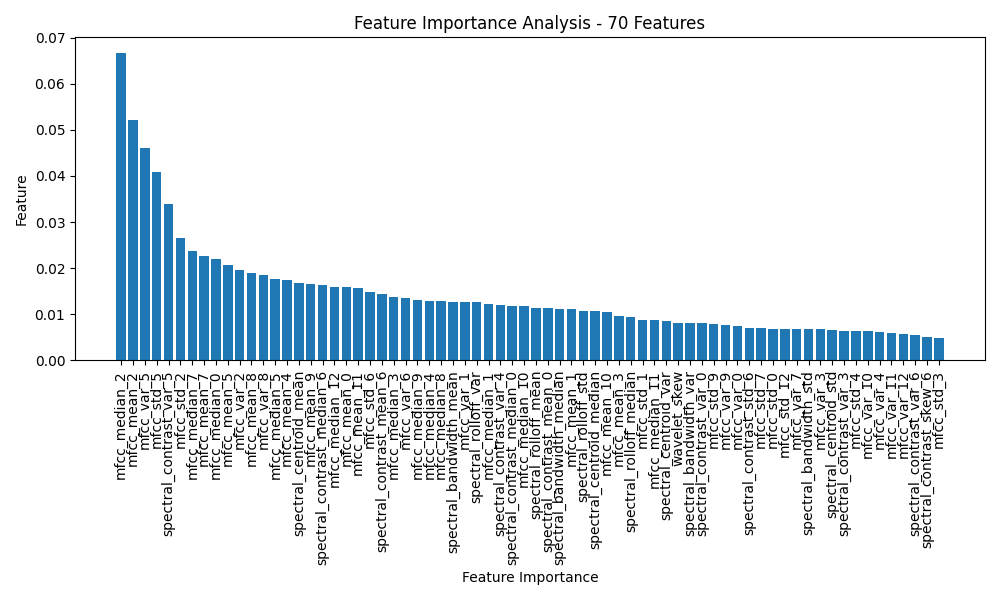 Feature Importance Analysis - 70 Features
Feature
0.07
0.06
0.05
0.04
0.03
0.02
0.01
0.00
mfcc_median_2
mfcc_mean_2
mfcc_var_5
mfcc_std_5
spectral_contrast_var_5
mfcc_std_2
mfcc_median_7
mfcc_mean_7
mfcc_median_0
mfcc_mean_5
mfcc_var_2
mfcc_mean_8
mfcc_var_8
mfcc_median_5
mfcc_mean_4
spectral_centroid_mean
mfcc_mean_9
spectral_contrast_median_6
mfcc_median_12
mfcc_mean_0
mfcc_mean_11
mfcc_std_6
spectral_contrast_mean_6
mfcc_median_3
mfcc_var_6
mfcc_median_9
mfcc_median_4
mfcc_median_8
spectral_bandwidth_mean
mfcc_var_1
spectral_rolloff_var
mfcc_median_1
spectral_contrast_var_4
spectral_contrast_median_0
mfcc_median_10
spectral_rolloff_mean
spectral_contrast_mean_0
spectral_bandwidth_median
mfcc_mean_1
spectral_rolloff_std
spectral_centroid_median
mfcc_mean_10
mfcc_mean_3
spectral_rolloff_median
mfcc_std_1
mfcc_median_11
spectral_centroid_var
wavelet_skew
spectral_bandwidth_var
spectral_contrast_var_0
mfcc_std_9
mfcc_var_9
mfcc_var_0
spectral_contrast_std_6
mfcc_std_7
mfcc_std_0
mfcc_std_12
mfcc_var_7
spectral_bandwidth_std
mfcc_var_3
spectral_centroid_std
spectral_contrast_var_3
mfcc_std_4
mfcc_var_10
mfcc_var_4
mfcc_var_11
mfcc_var_12
spectral_contrast_var_6
spectral_contrast_skew_6
mfcc_std_3
Feature Importance